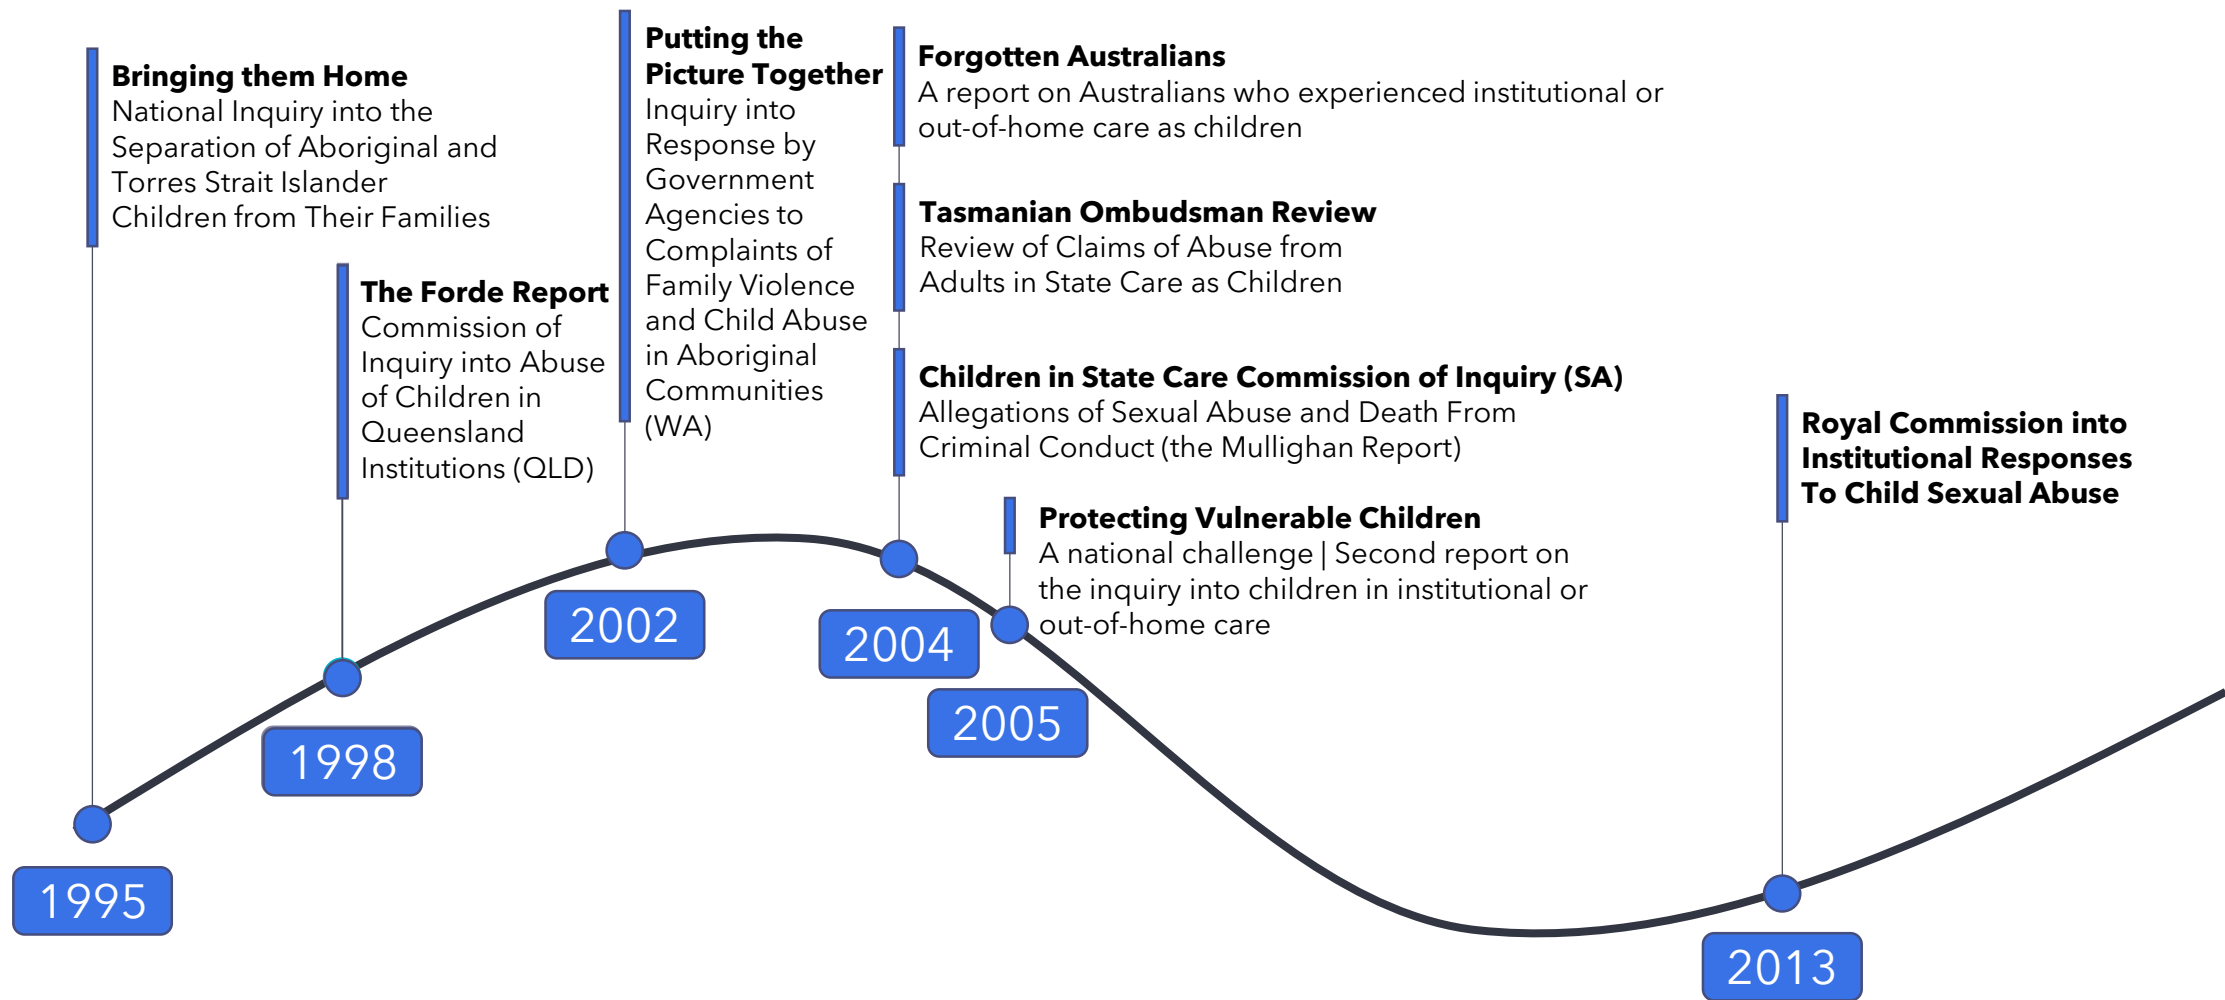 Bringing them Home
National Inquiry into the
Separation of Aboriginal and
Torres Strait Islander
Children from Their Families
1995
The Forde Report
Commission of
Inquiry into Abuse
of Children in
Queensland
Institutions (QLD)
1998
Putting the
Picture Together
Inquiry into
Response by
Government
Agencies to
Complaints of
Family Violence
and Child Abuse
in Aboriginal
Communities
(WA)
2002
Forgotten Australians
A report on Australians who experienced institutional or
out-of-home care as children
Tasmanian Ombudsman Review
Review of Claims of Abuse from
Adults in State Care as Children
Children in State Care Commission of Inquiry (SA)
Allegations of Sexual Abuse and Death From
Criminal Conduct (the Mullighan Report)
2004
Protecting Vulnerable Children
A national challenge | Second report on
the inquiry into children in institutional or
out-of-home care
2005
Royal Commission into
Institutional Responses
To Child Sexual Abuse
2013